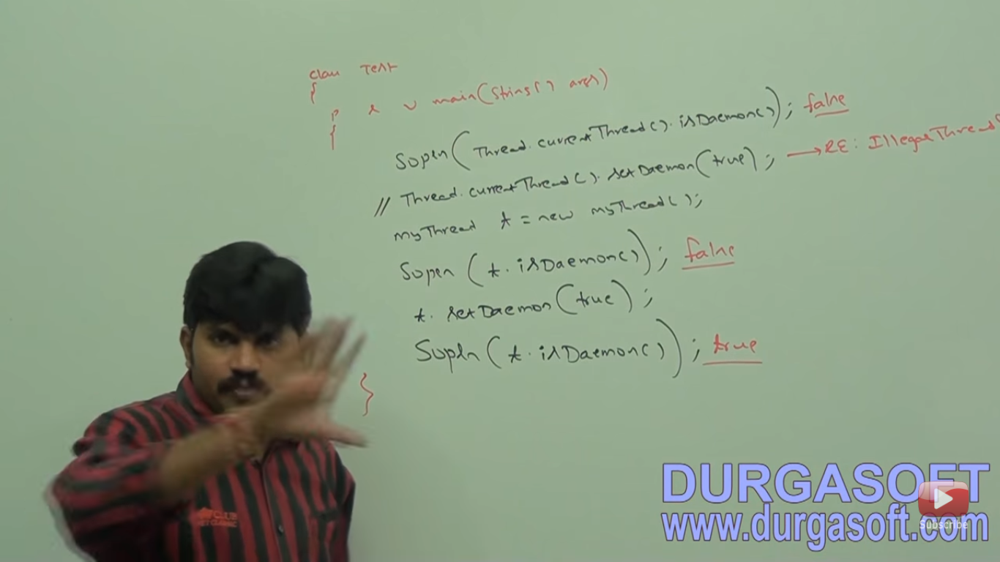 class Test
{
p s v main(String[] args)
{
Sopln(Thread.currentThread().isDaemon()); false
// Thread.currentThread().setDaemon(true); → RE: IllegalThread
myThread t = new myThread();
Sopln(t.isDaemon()); false
t.setDaemon(true);
Sopln(t.isDaemon()); true
}
DURGASOFT
www.durgasoft.com
Subscribe